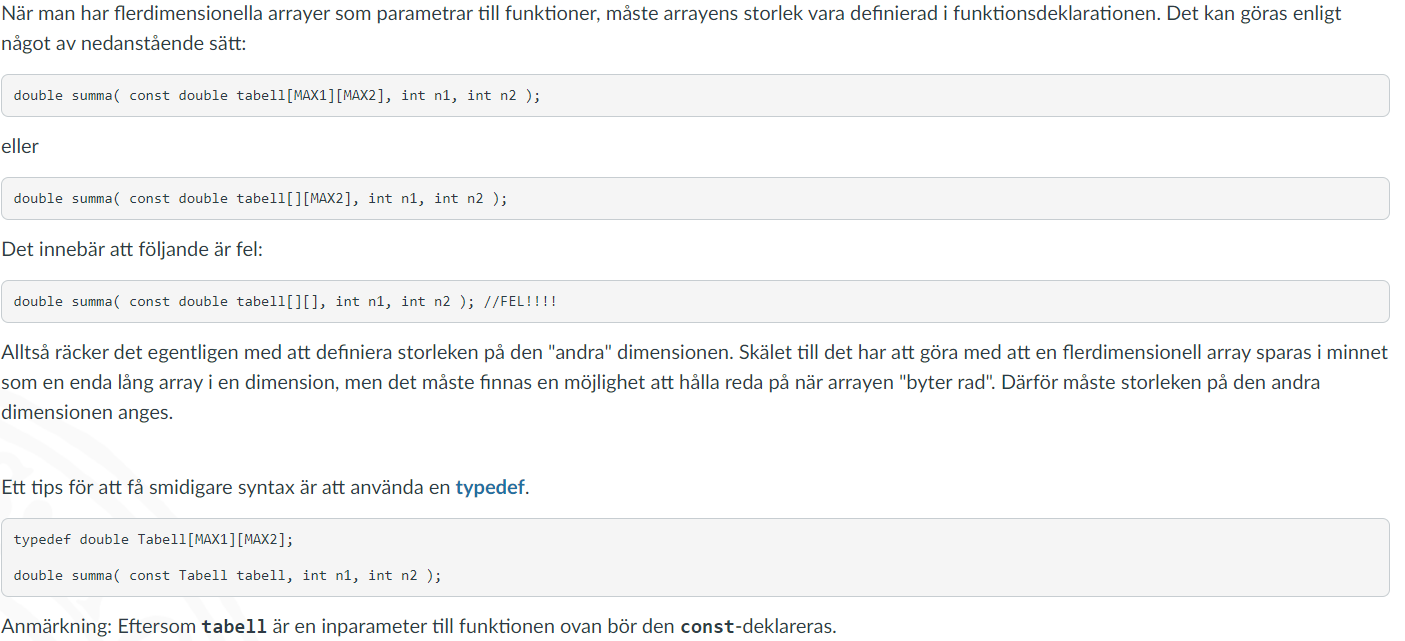 När man har flerdimensionella arrayer som parametrar till funktioner, måste arrayens storlek vara definierad i funktionsdeklarationen. Det kan göras enligt
något av nedanstående sätt:
double summa( const double tabell[MAX1][MAX2], int n1, int n2 );
eller
double summa( const double tabell[][MAX2], int n1, int n2 );
Det innebär att följande är fel:
double summa( const double tabell[][], int n1, int n2 ); //FEL!!!!
Alltså räcker det egentligen med att definiera storleken på den "andra" dimensionen. Skälet till det har att göra med att en flerdimensionell array sparas i minnet
som en enda lång array i en dimension, men det måste finnas en möjlighet att hålla reda på när arrayen "byter rad". Därför måste storleken på den andra
dimensionen anges.
Ett tips för att få smidigare syntax är att använda en typedef.
typedef double Tabell[MAX1][MAX2];
double summa( const Tabell tabell, int n1, int n2 );
Anmärkning: Eftersom tabell är en inparameter till funktionen ovan bör den const-deklareras.